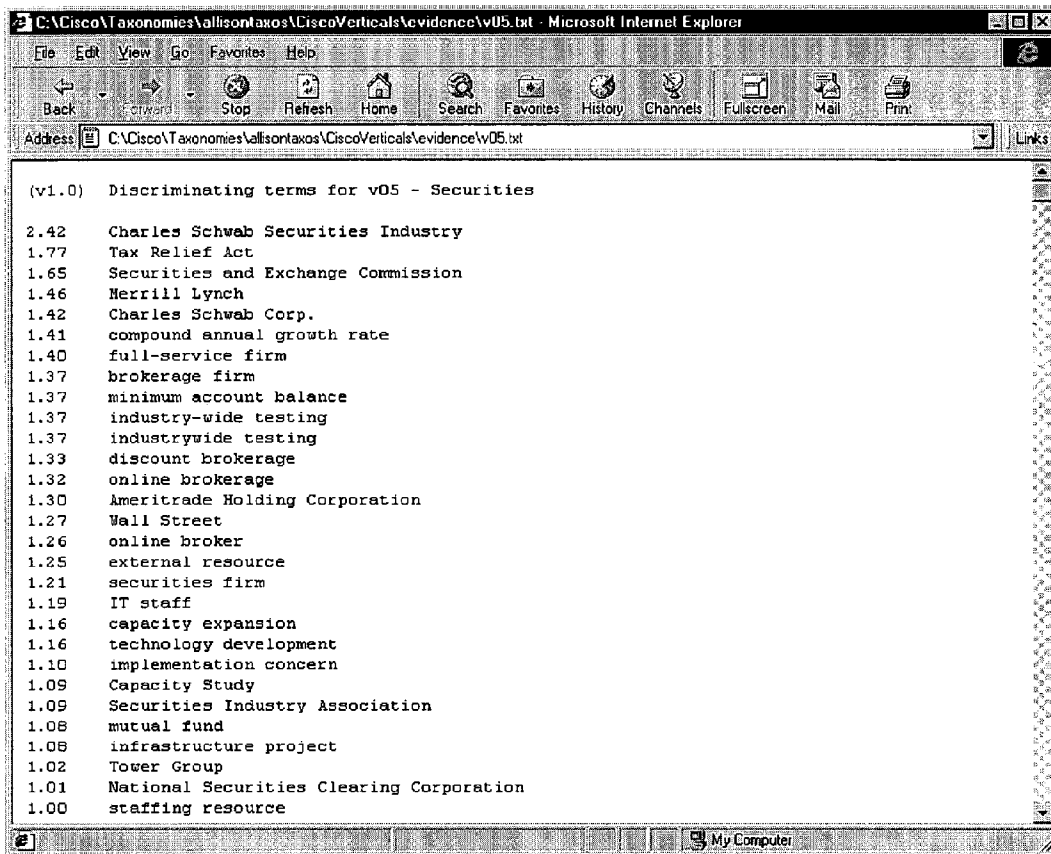 C:\Cisco\Taxonomies\allisontaxos\CiscoVerticals\evidence\v05.txt - Microsoft Internet Explorer
File Edit View Go Favorites Help
Back Forward Stop Refresh Home Search Favorites History Channels Fullscreen Mail Print
Address C:\Cisco\Taxonomies\allisontaxos\CiscoVerticals\evidence\v05.txt Links
(v1.0) Discriminating terms for v05 - Securities
2.42 Charles Schwab Securities Industry
1.77 Tax Relief Act
1.65 Securities and Exchange Commission
1.46 Merrill Lynch
1.42 Charles Schwab Corp.
1.41 compound annual growth rate
1.40 full-service firm
1.37 brokerage firm
1.37 minimum account balance
1.37 industry-wide testing
1.37 industrywide testing
1.33 discount brokerage
1.32 online brokerage
1.30 Ameritrade Holding Corporation
1.27 Wall Street
1.26 online broker
1.25 external resource
1.21 securities firm
1.19 IT staff
1.16 capacity expansion
1.16 technology development
1.10 implementation concern
1.09 Capacity Study
1.09 Securities Industry Association
1.08 mutual fund
1.08 infrastructure project
1.02 Tower Group
1.01 National Securities Clearing Corporation
1.00 staffing resource
My Computer